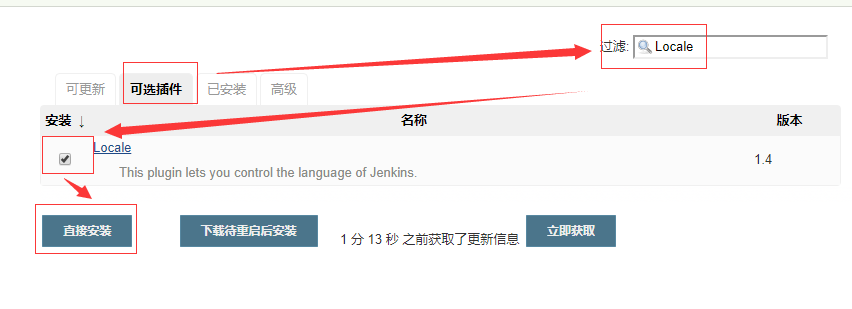 过滤: Locale
可更新 可选插件 已安装 高级
安装 ↓ 名称 版本
Locale 1.4
This plugin lets you control the language of Jenkins.
直接安装 下载待重启后安装 1 分 13 秒 之前获取了更新信息 立即获取